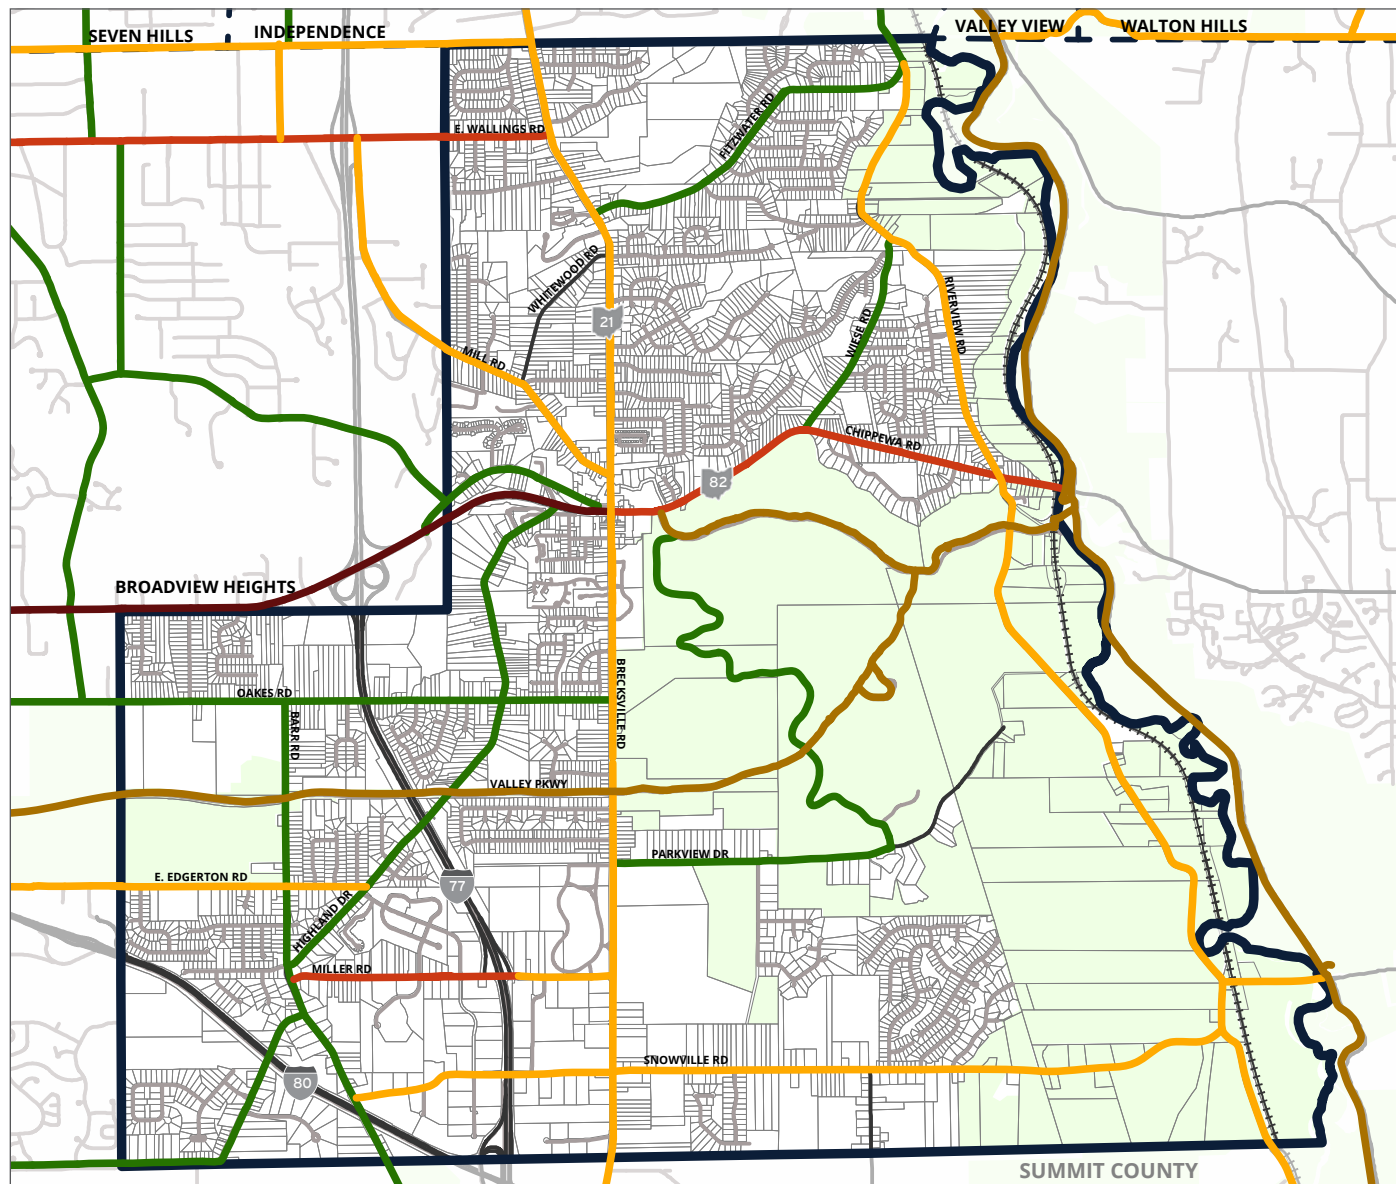 SEVEN HILLS
INDEPENDENCE
VALLEY VIEW
WALTON HILLS
E. WALLINGS RD
FITZWATER RD
WHITEWOOD RD
21
RIVERVIEW RD
WIESE RD
MILL RD
CHIPPEWA RD
82
BROADVIEW HEIGHTS
BRECKSVILLE RD
OAKES RD
BARR RD
VALLEY PKWY
PARKVIEW DR
E. EDGERTON RD
77
HIGHLAND DR
MILLER RD
SNOWVILLE RD
80
SUMMIT COUNTY